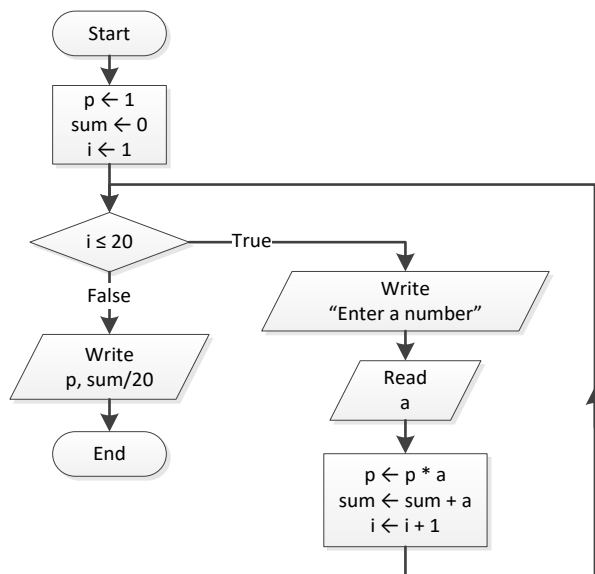 Start
p ← 1
sum ← 0
i ← 1
i ≤ 20
True
False
Write
“Enter a number”
Write
p, sum/20
Read
a
End
p ← p * a
sum ← sum + a
i ← i + 1